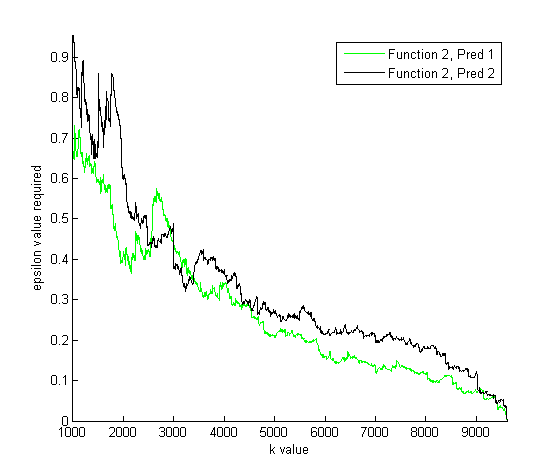 Function 2, Pred 1
Function 2, Pred 2
epsilon value required
0.9
0.8
0.7
0.6
0.5
0.4
0.3
0.2
0.1
0
1000 2000 3000 4000 5000 6000 7000 8000 9000
k value